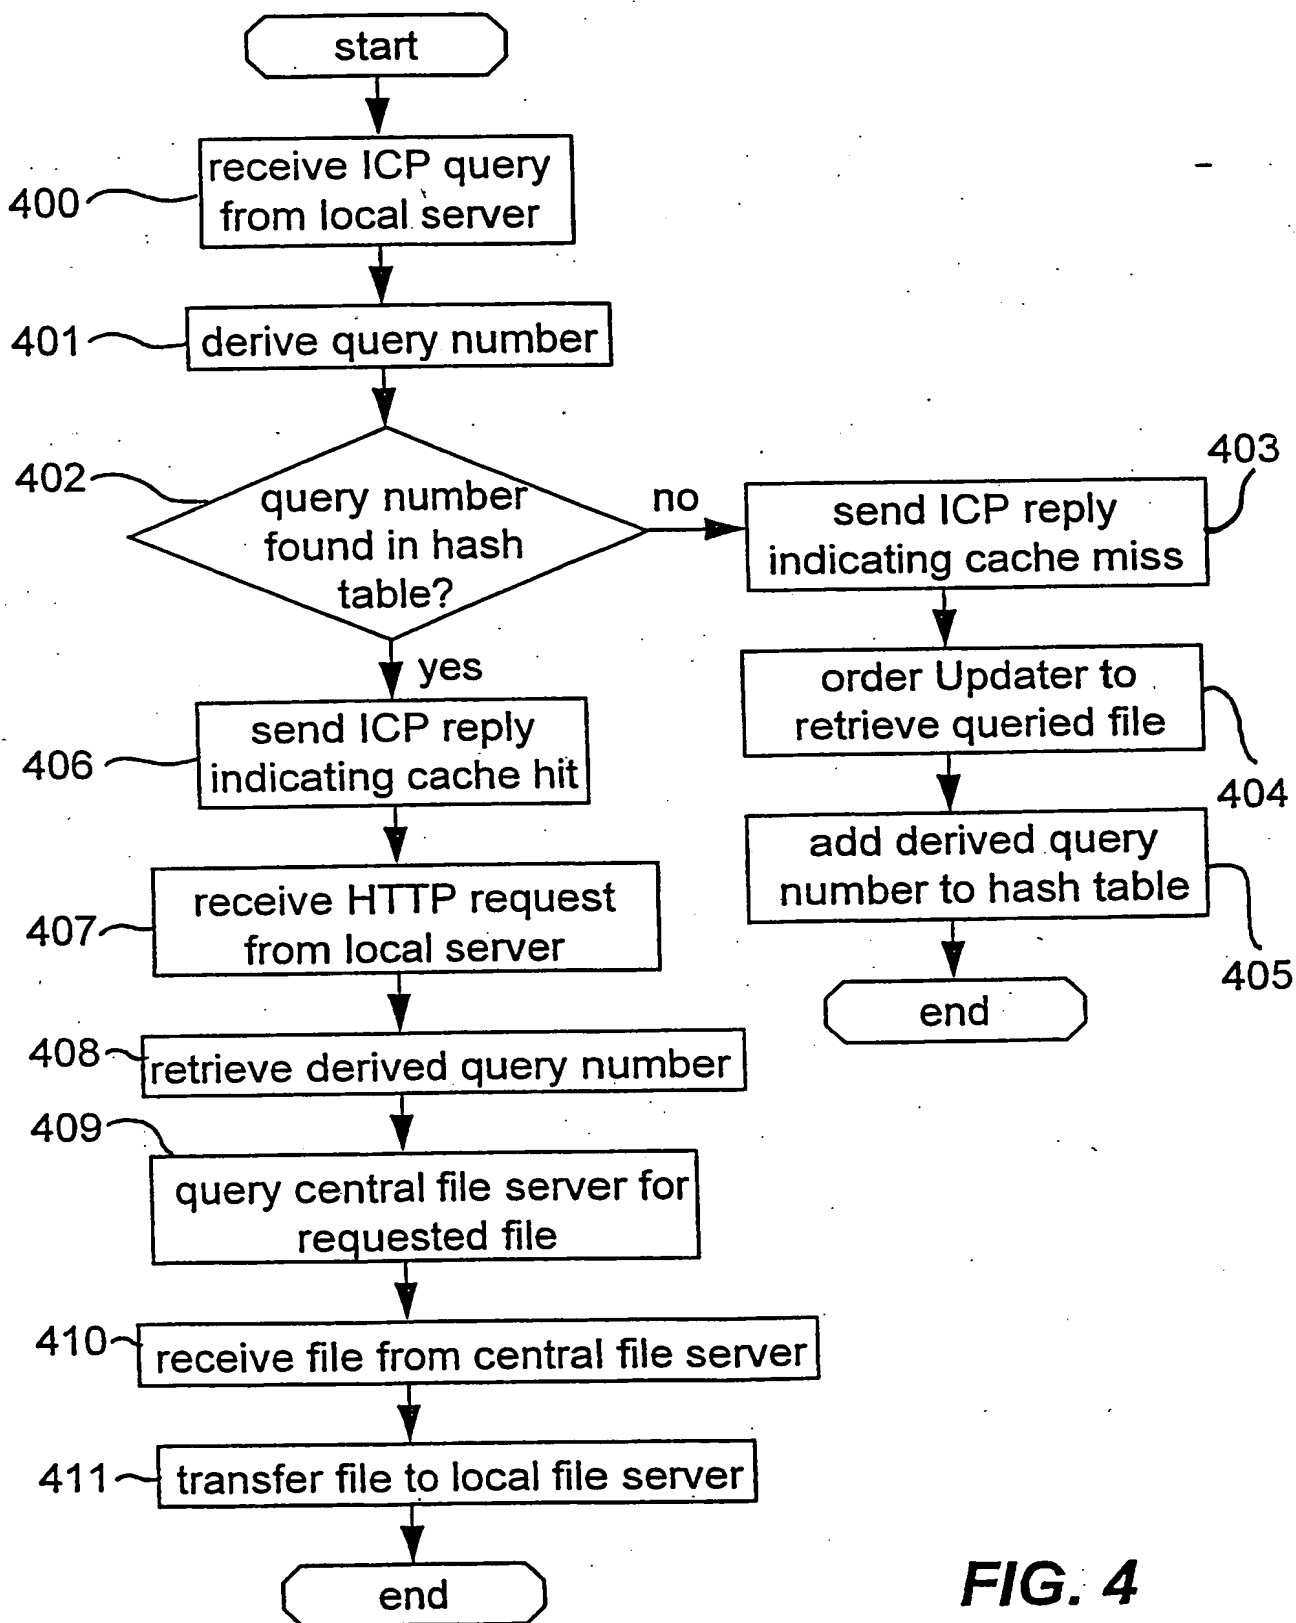 start
receive ICP query
from local server
400
401
derive query number
402
query number
found in hash
table?
no
403
send ICP reply
indicating cache miss
yes
order Updater to
retrieve queried file
404
406
send ICP reply
indicating cache hit
add derived query
number to hash table
405
407
receive HTTP request
from local server
end
408
retrieve derived query number
409
query central file server for
requested file
410
receive file from central file server
411
transfer file to local file server
end
FIG. 4